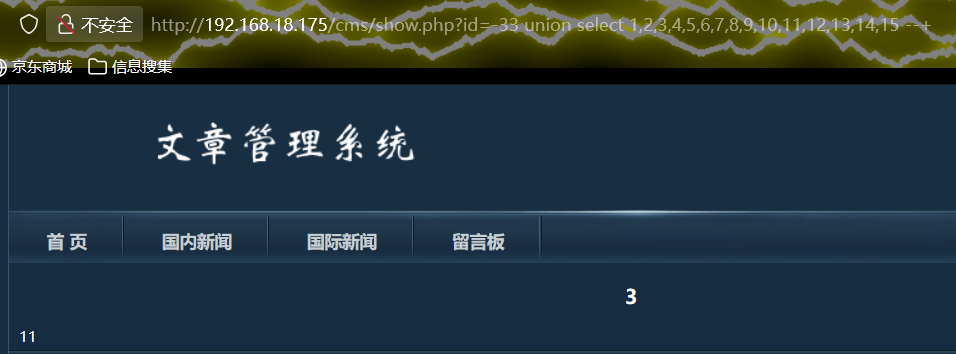 不安全 http://192.168.18.175/cms/show.php?id=-33 union select 1,2,3,4,5,6,7,8,9,10,11,12,13,14,15 --+
京东商城 信息搜集
文章管理系统
首 页 国内新闻 国际新闻 留言板
3
11